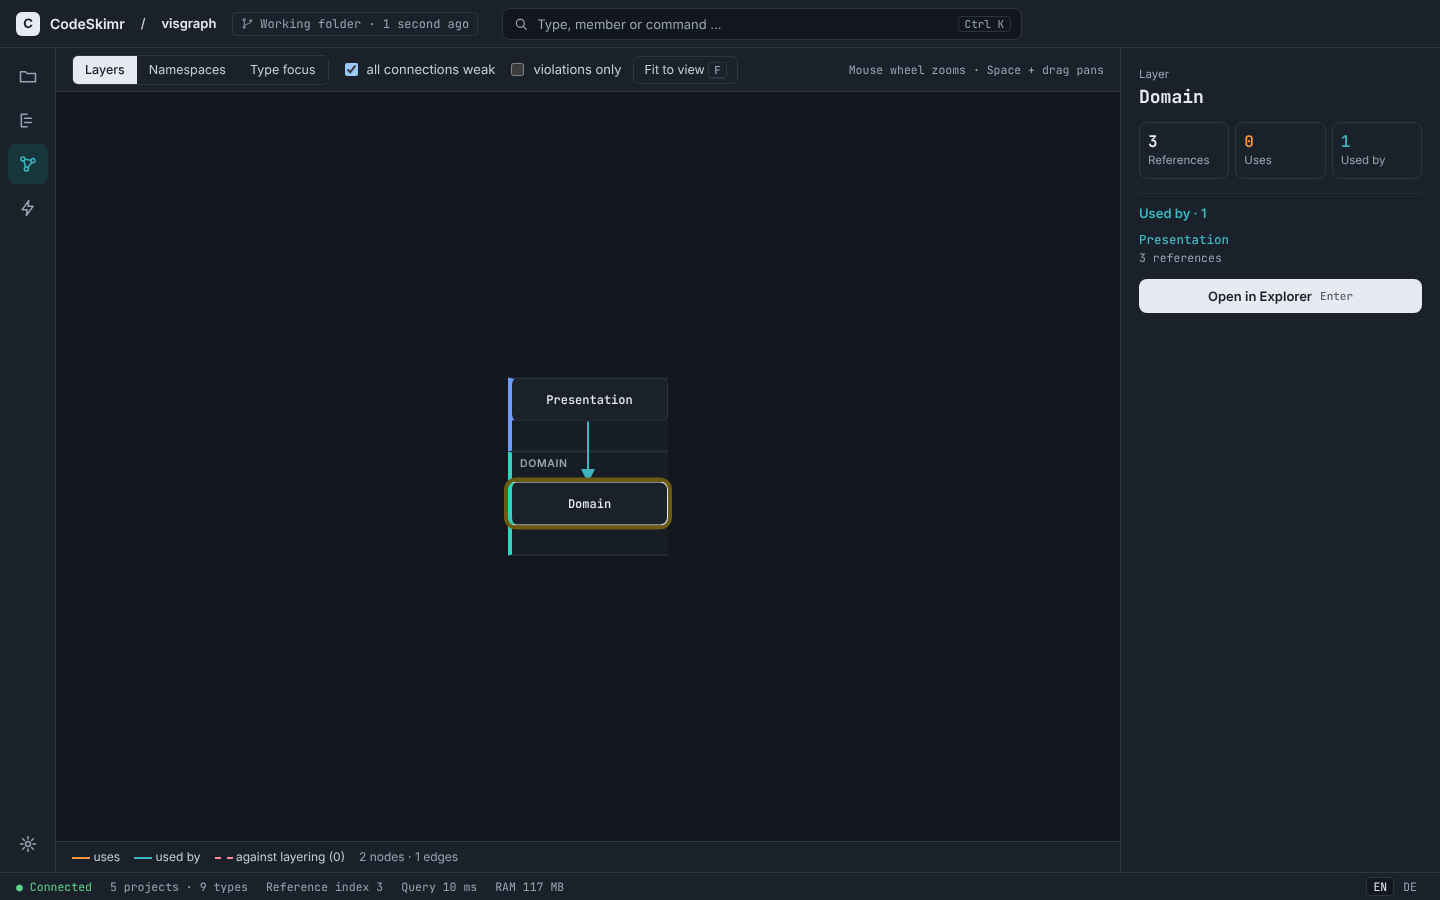 C CodeSkimr / visgraph Working folder · 1 second ago Type, member or command ... Ctrl K
Layers Namespaces Type focus all connections weak violations only Fit to view F Mouse wheel zooms · Space + drag pans
Layer
Domain
3 0 1
References Uses Used by
Used by · 1
Presentation
3 references
Open in Explorer Enter
Presentation
DOMAIN
Domain
uses used by against layering (0) 2 nodes · 1 edges
Connected 5 projects · 9 types Reference index 3 Query 10 ms RAM 117 MB EN DE